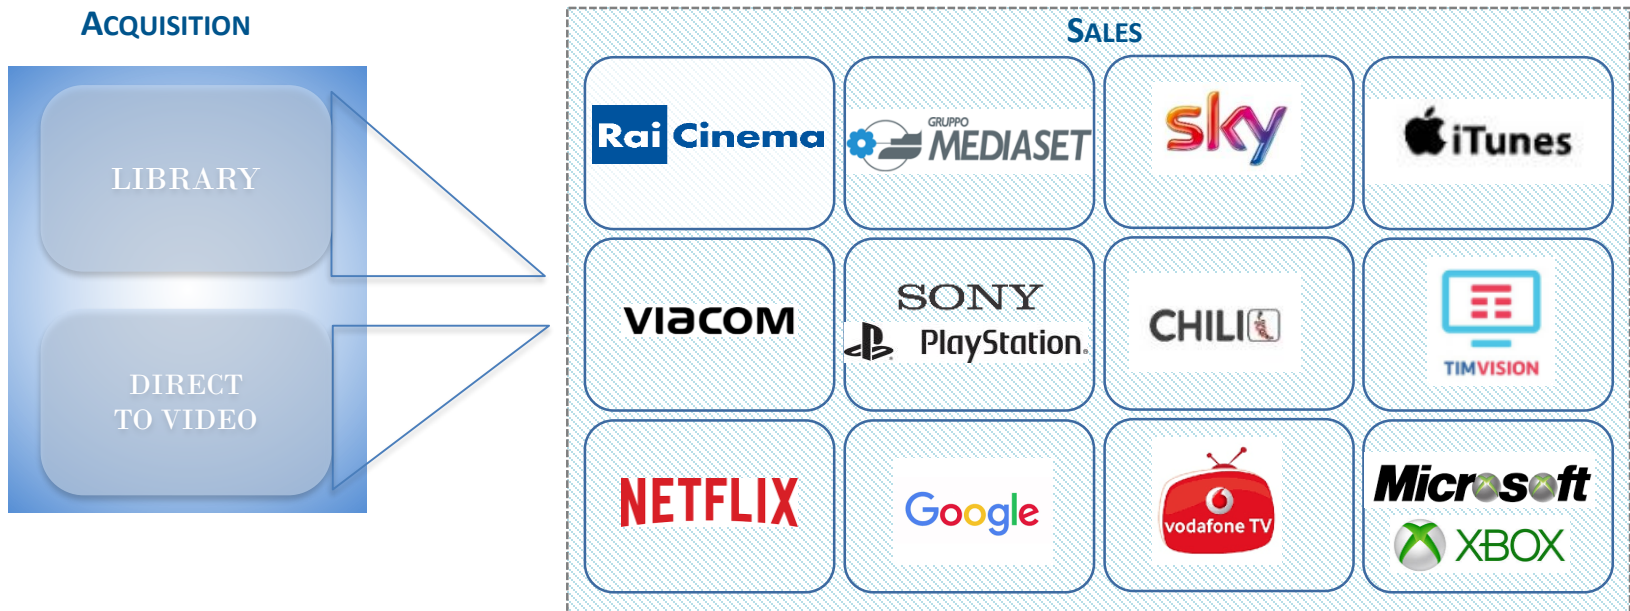 ACQUISITION
LIBRARY
DIRECT
TO VIDEO
SALES
Rai Cinema
GRUPPO
MEDIASET
sky
iTunes
VIACOM
SONY
PlayStation
CHILI
TIMVISION
NETFLIX
Google
vodafone TV
Microsoft
XBOX